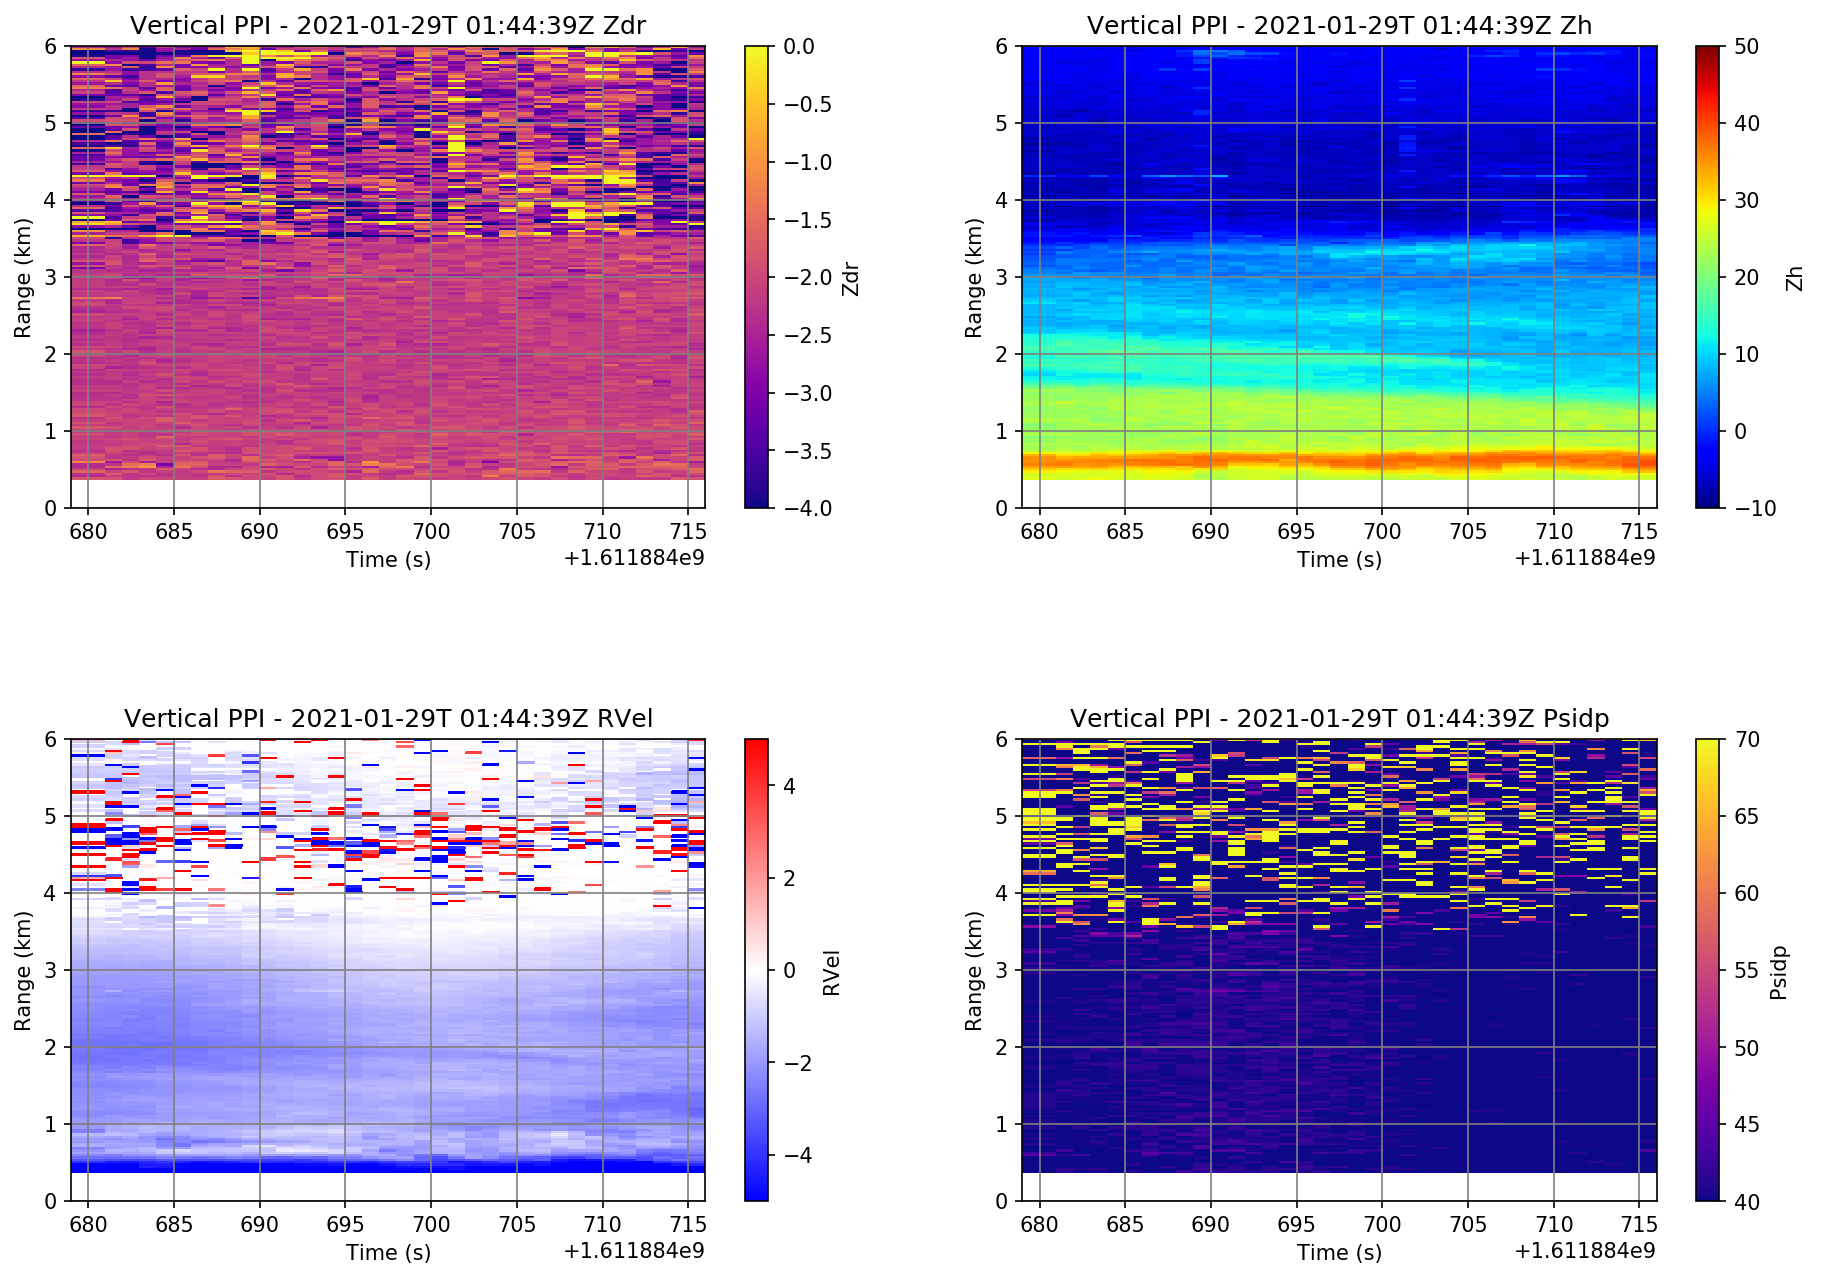 Vertical PPI - 2021-01-29T 01:44:39Z Zdr
6
5
4
3
2
1
0
Range (km)
680 685 690 695 700 705 710 715
Time (s)
+1.611884e9
0.0
−0.5
−1.0
−1.5
−2.0
−2.5
−3.0
−3.5
−4.0
Zdr
Vertical PPI - 2021-01-29T 01:44:39Z Zh
6
5
4
3
2
1
0
Range (km)
680 685 690 695 700 705 710 715
Time (s)
+1.611884e9
50
40
30
20
10
0
−10
Zh
Vertical PPI - 2021-01-29T 01:44:39Z RVel
6
5
4
3
2
1
0
Range (km)
680 685 690 695 700 705 710 715
Time (s)
+1.611884e9
4
2
0
−2
−4
RVel
Vertical PPI - 2021-01-29T 01:44:39Z Psidp
6
5
4
3
2
1
0
Range (km)
680 685 690 695 700 705 710 715
Time (s)
+1.611884e9
70
65
60
55
50
45
40
Psidp